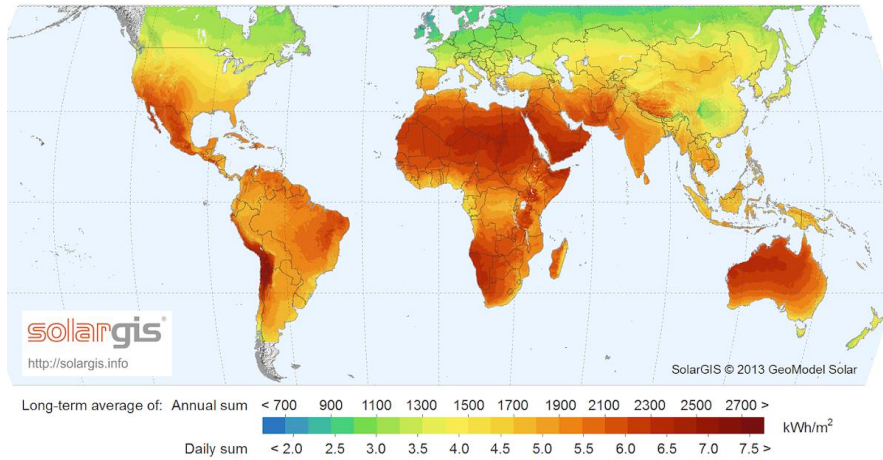 solargis®
http://solargis.info
SolarGIS © 2013 GeoModel Solar
Long-term average of: Annual sum < 700 900 1100 1300 1500 1700 1900 2100 2300 2500 2700 > kWh/m²
Daily sum < 2.0 2.5 3.0 3.5 4.0 4.5 5.0 5.5 6.0 6.5 7.0 7.5 >